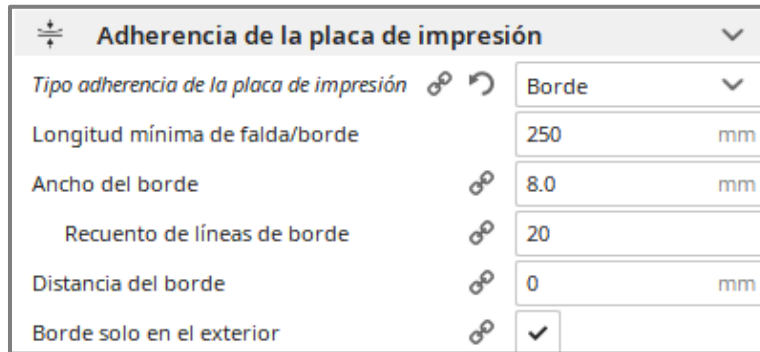 Adherencia de la placa de impresión
Tipo adherencia de la placa de impresión Borde
Longitud mínima de falda/borde 250 mm
Ancho del borde 8.0 mm
Recuento de líneas de borde 20
Distancia del borde 0 mm
Borde solo en el exterior